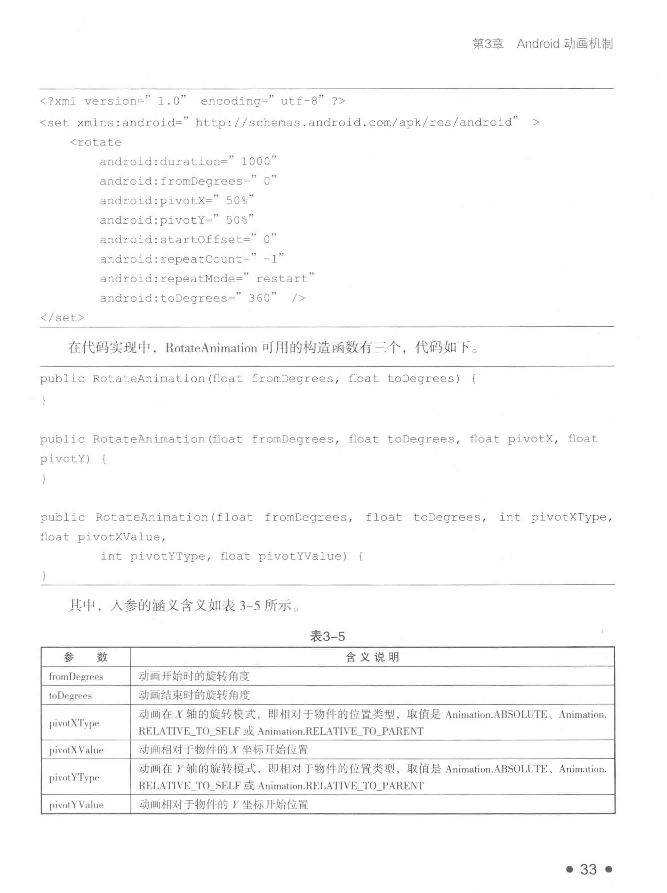 第3章 Android 动画机制
<?xml version=”1.0” encoding=”utf-8”?>
<set xmlns:android=”http://schemas.android.com/apk/res/android” >
<rotate
android:duration=”1000”
android:fromDegrees=”0”
android:pivotX=”50%”
android:pivotY=”50%”
android:startOffset=”0”
android:repeatCount=”-1”
android:repeatMode=”restart”
android:toDegrees=”360” />
</set>
在代码实现中，RotateAnimation 可用的构造函数有三个，代码如下。
public RotateAnimation(float fromDegrees, float toDegrees) {
}
public RotateAnimation(float fromDegrees, float toDegrees, float pivotX, float
pivotY) {
}
public RotateAnimation(float fromDegrees, float toDegrees, int pivotXType,
float pivotXValue,
int pivotYType, float pivotYValue) {
}
其中，入参的涵义含义如表 3-5 所示。
表3-5
参 数 含 义 说 明
fromDegrees 动画开始时的旋转角度
toDegrees 动画结束时的旋转角度
pivotXType 动画在 X 轴的旋转模式，即相对于物件的位置类型，取值是 Animation.ABSOLUTE、Animation.
RELATIVE_TO_SELF 或 Animation.RELATIVE_TO_PARENT
pivotXValue 动画相对于物件的 X 坐标开始位置
pivotYType 动画在 Y 轴的旋转模式，即相对于物件的位置类型，取值是 Animation.ABSOLUTE、Animation.
RELATIVE_TO_SELF 或 Animation.RELATIVE_TO_PARENT
pivotYValue 动画相对于物件的 Y 坐标开始位置
● 33 ●